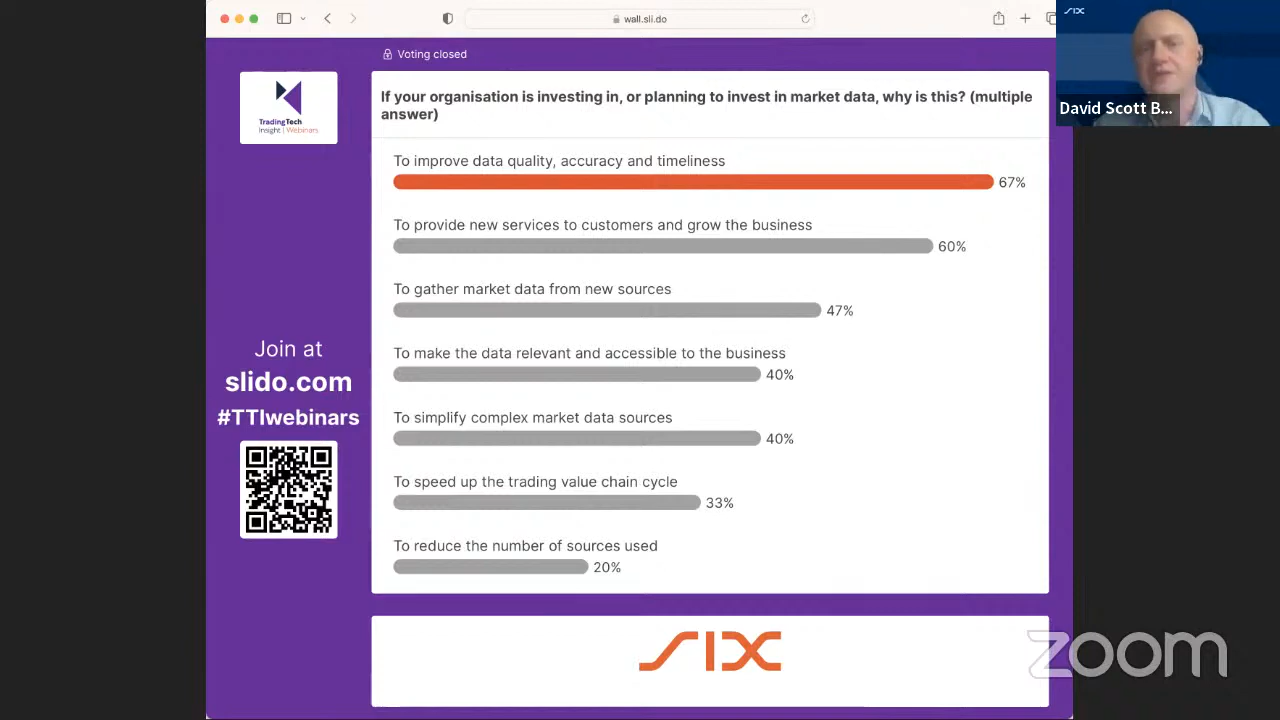 wall.sli.do
SIX
David Scott B...
Voting closed
TradingTech
Insight | Webinars
If your organisation is investing in, or planning to invest in market data, why is this? (multiple
answer)
To improve data quality, accuracy and timeliness
67%
To provide new services to customers and grow the business
60%
To gather market data from new sources
47%
To make the data relevant and accessible to the business
40%
To simplify complex market data sources
40%
To speed up the trading value chain cycle
33%
To reduce the number of sources used
20%
Join at
slido.com
#TTIwebinars
SIX
zoom